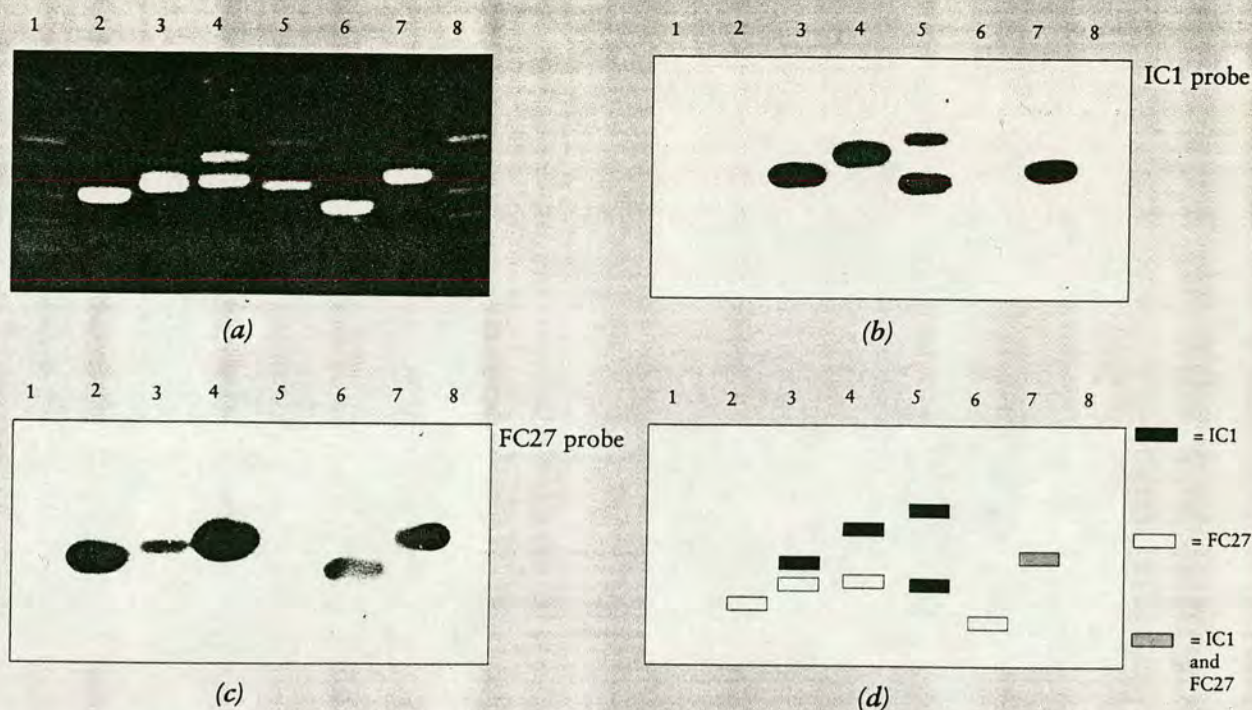 1 2 3 4 5 6 7 8
1 2 3 4 5 6 7 8
IC1 probe
(a)
(b)
1 2 3 4 5 6 7 8
1 2 3 4 5 6 7 8
FC27 probe
= IC1
= FC27
= IC1
and
FC27
(c)
(d)